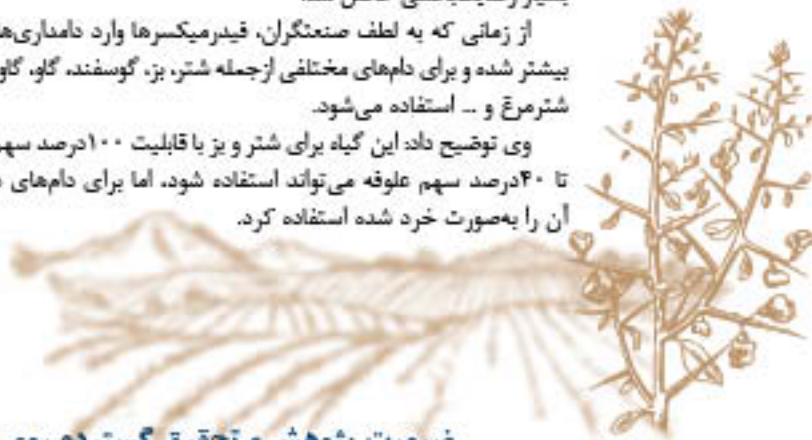 از زمانی که به لطف صنعتگران، فیدرمیکسرها وارد دامداری‌ها
بیشتر شده و برای دام‌های مختلفی ازجمله شتر، بز، گوسفند، گاو، گاو
شترمرغ و ... استفاده می‌شود.
وی توضیح داد: این گیاه برای شتر و بز با قابلیت ۱۰۰درصد سهم
تا ۴۰درصد سهم علوفه می‌تواند استفاده شود، اما برای دام‌های
آن را به‌صورت خرد شده استفاده کرد.
ضرورت پژوهش و تحقیق